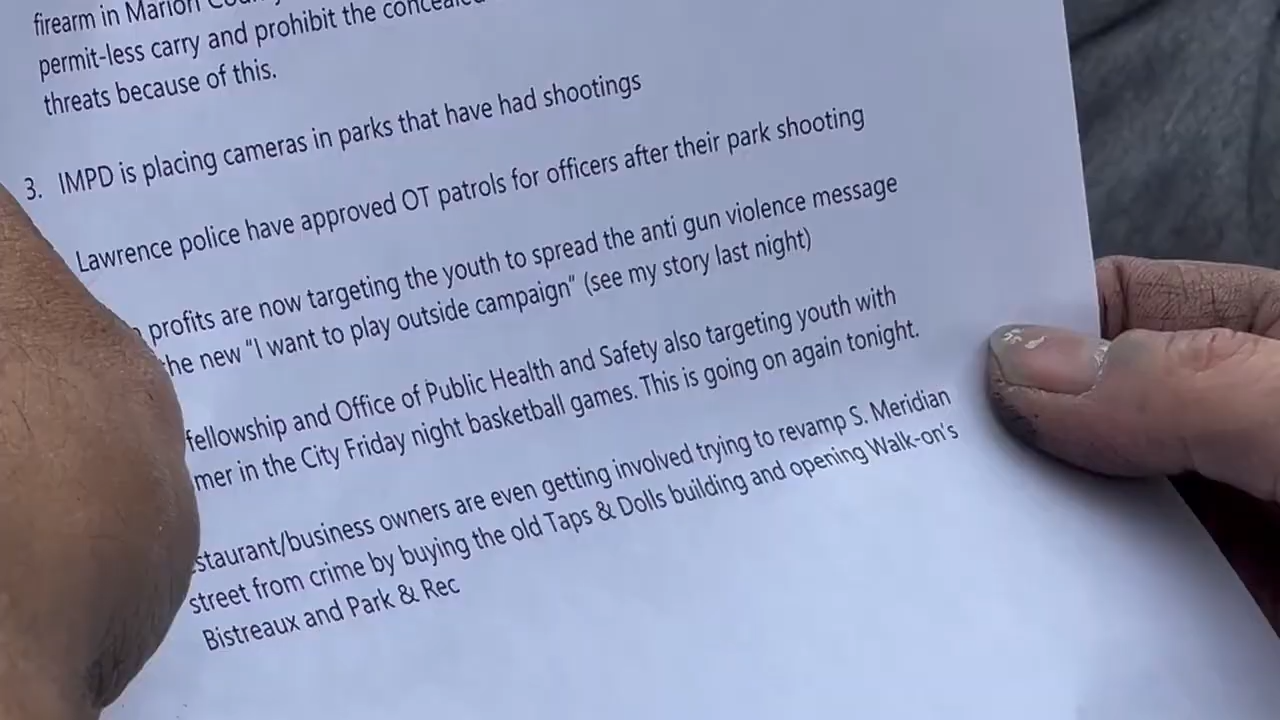 firearm in Marion
permit-less carry and prohibit the concealed
threats because of this.
3. IMPD is placing cameras in parks that have had shootings
Lawrence police have approved OT patrols for officers after their park shooting
profits are now targeting the youth to spread the anti gun violence message
the new "I want to play outside campaign" (see my story last night)
fellowship and Office of Public Health and Safety also targeting youth with
mer in the City Friday night basketball games. This is going on again tonight.
staurant/business owners are even getting involved trying to revamp S. Meridian
street from crime by buying the old Taps & Dolls building and opening Walk-on's
Bistreaux and Park & Rec